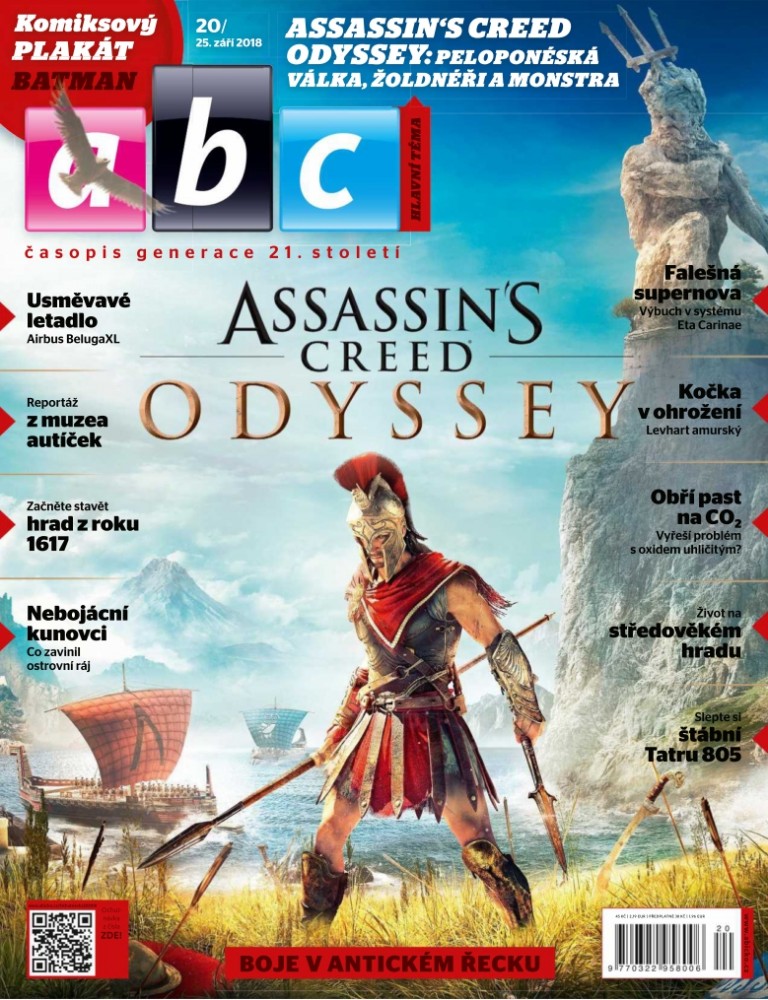 Komiksový
PLAKÁT
BATMAN
20/
25. září 2018
ASSASSIN'S CREED
ODYSSEY: PELOPONÉSKÁ
VÁLKA, ŽOLDNÉŘI A MONSTRA
abc
HLAVNÍ TÉMA
časopis generace 21. století
Usměvavé
letadlo
Airbus BelugaXL
Reportáž
z muzea
autíček
Začněte stavět
hrad z roku
1617
Nebojácní
kunovci
Co zavinil
ostrovní ráj
ASSASSIN'S
CREED
ODYSSEY
Falešná
supernova
Výbuch v systému
Eta Carinae
Kočka
v ohrožení
Levhart amurský
Obří past
na CO₂
Vyřeší problém
s oxidem uhličitým?
Život na
středověkém
hradu
Slepte si
štábní
Tatru 805
ZDE!
BOJE V ANTICKÉM ŘECKU
20
9 770322 958006